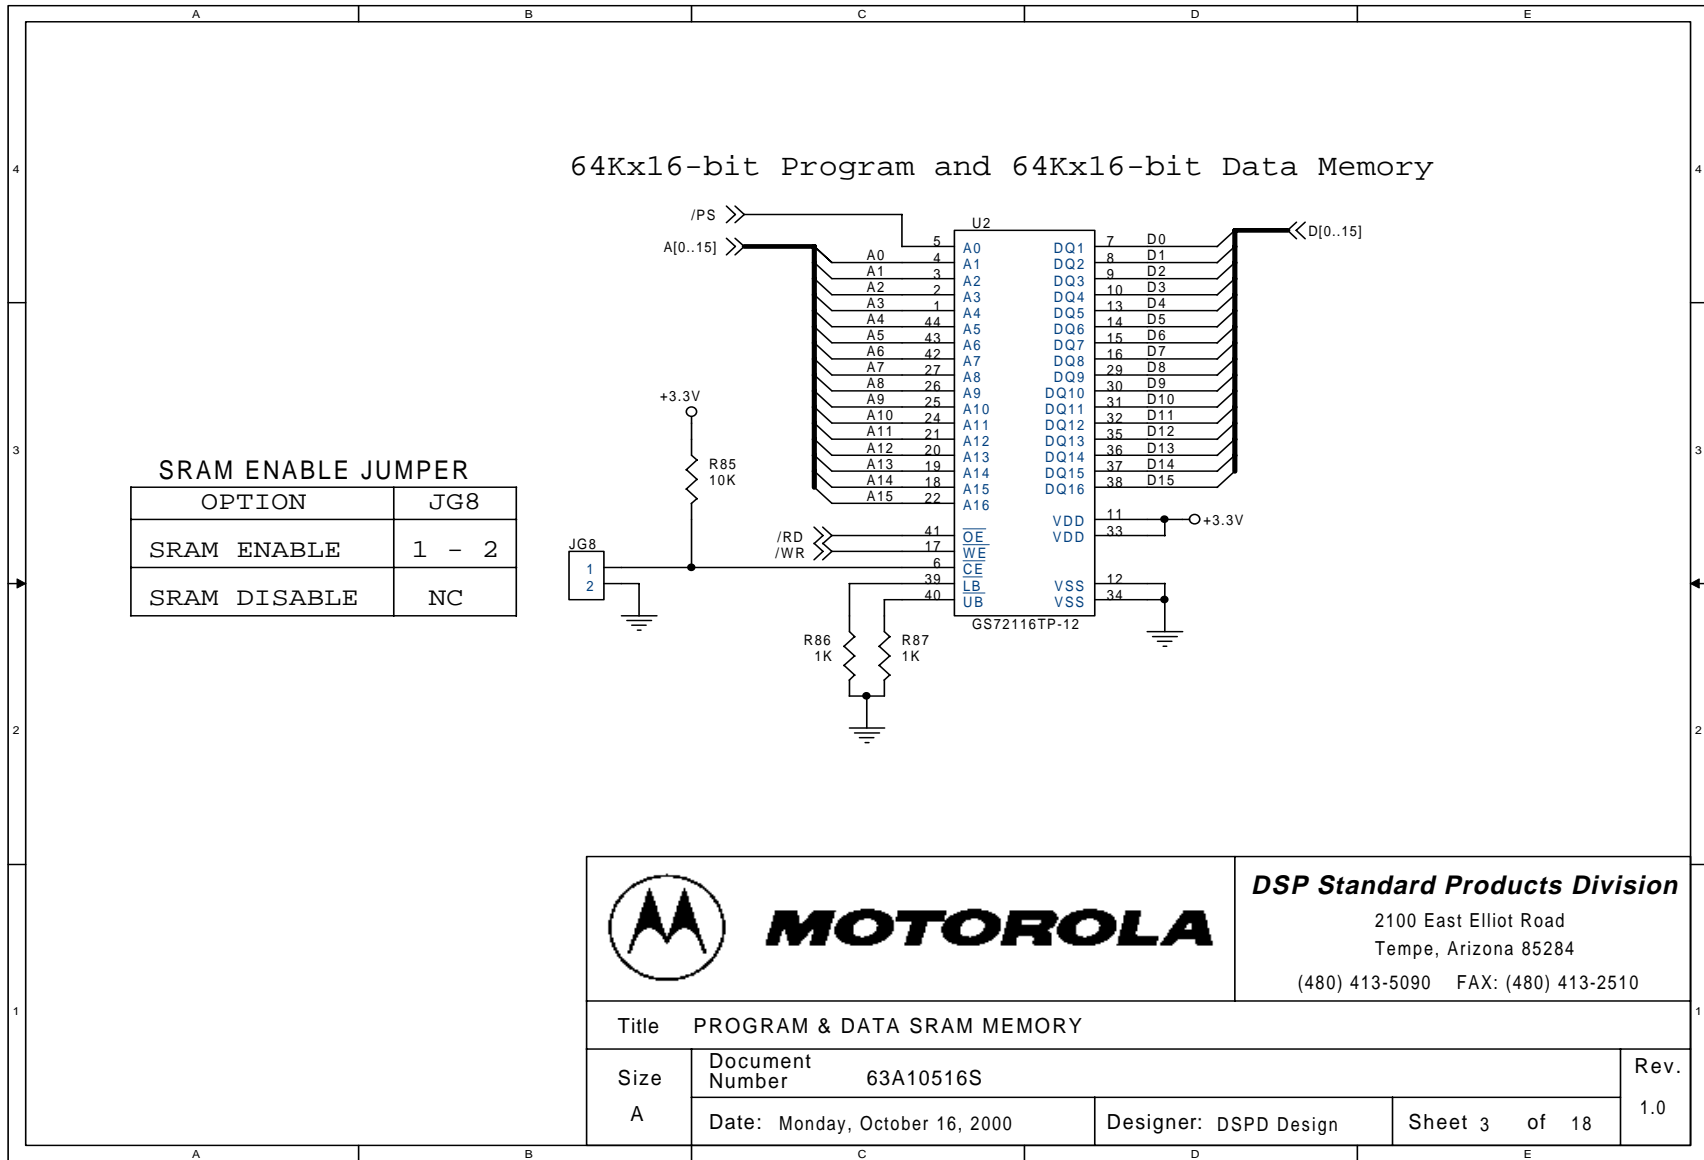 A B C D E
4 4
64Kx16-bit Program and 64Kx16-bit Data Memory
/PS
A[0..15]
D[0..15]
U2
A0 5 A0 DQ1 7 D0
A1 4 A1 DQ2 8 D1
A2 3 A2 DQ3 9 D2
A3 2 A3 DQ4 10 D3
A4 1 A4 DQ5 13 D4
A5 44 A5 DQ6 14 D5
A6 43 A6 DQ7 15 D6
A7 42 A7 DQ8 16 D7
A8 27 A8 DQ9 29 D8
A9 26 A9 DQ10 30 D9
A10 25 A10 DQ11 31 D10
A11 24 A11 DQ12 32 D11
A12 21 A12 DQ13 35 D12
A13 20 A13 DQ14 36 D13
A14 19 A14 DQ15 37 D14
A15 18 A15 DQ16 38 D15
22 A16
VDD 11 +3.3V
/RD 41 OE VDD 33
/WR 17 WE
6 CE
39 LB VSS 12
40 UB VSS 34
GS72116TP-12
+3.3V
R85
10K
3 3
SRAM ENABLE JUMPER
OPTION JG8
SRAM ENABLE 1 - 2
SRAM DISABLE NC
JG8
1
2
R86
1K
R87
1K
2 2
MOTOROLA
DSP Standard Products Division
2100 East Elliot Road
Tempe, Arizona 85284
(480) 413-5090 FAX: (480) 413-2510
1 1
Title PROGRAM & DATA SRAM MEMORY
Size
A
Document
Number 63A10516S
Rev.
1.0
Date: Monday, October 16, 2000
Designer: DSPD Design
Sheet 3 of 18
A B C D E